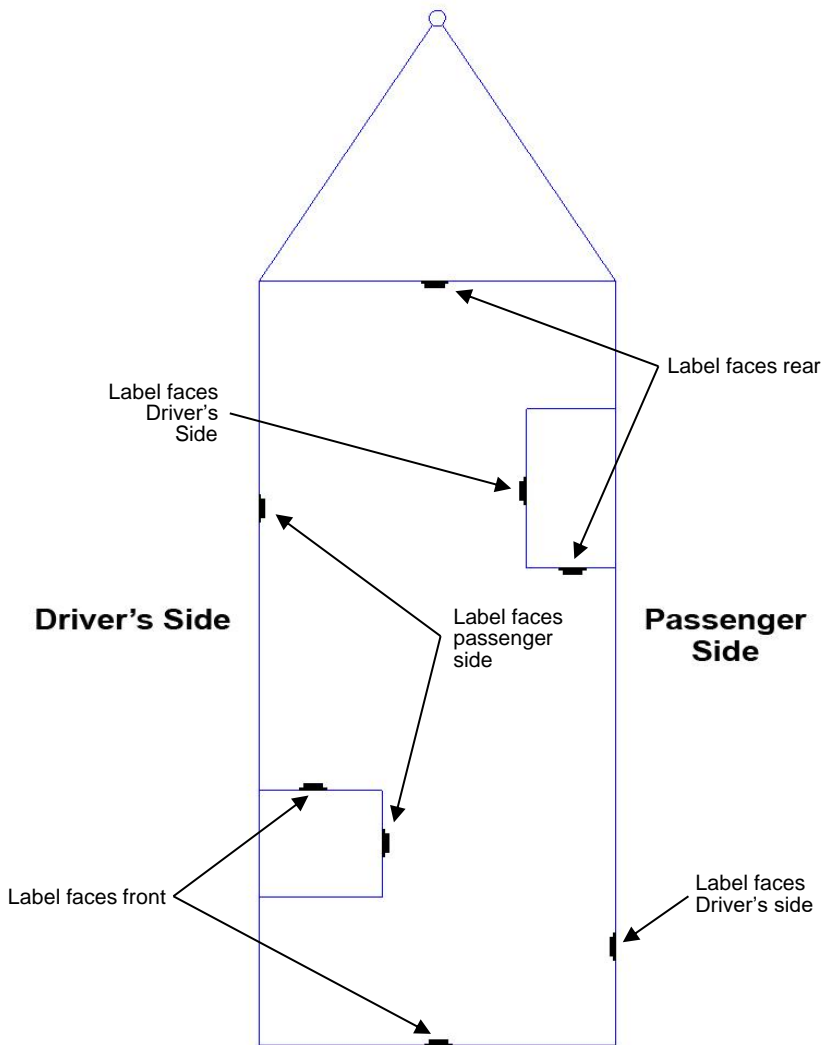 Label faces rear
Label faces
Driver's
Side
Driver's Side
Label faces
passenger
side
Passenger
Side
Label faces front
Label faces
Driver's side